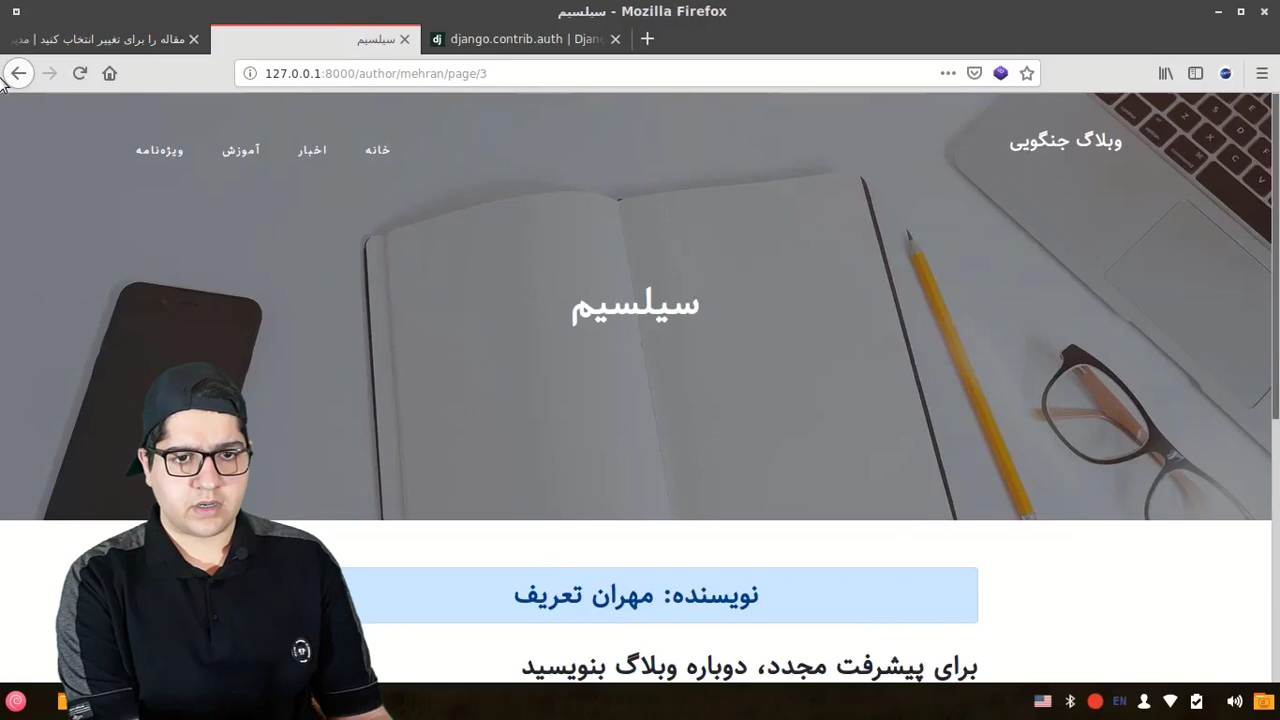 سیلسیم - Mozilla Firefox
مقاله را برای تغییر انتخاب کنید | مدیر
سیلسیم
django.contrib.auth | Djang
127.0.0.1:8000/author/mehran/page/3
وبلاگ جنگویی
خانه
اخبار
آموزش
ویژه‌نامه
سیلسیم
نویسنده: مهران تعریف
برای پیشرفت مجدد، دوباره وبلاگ بنویسید
EN